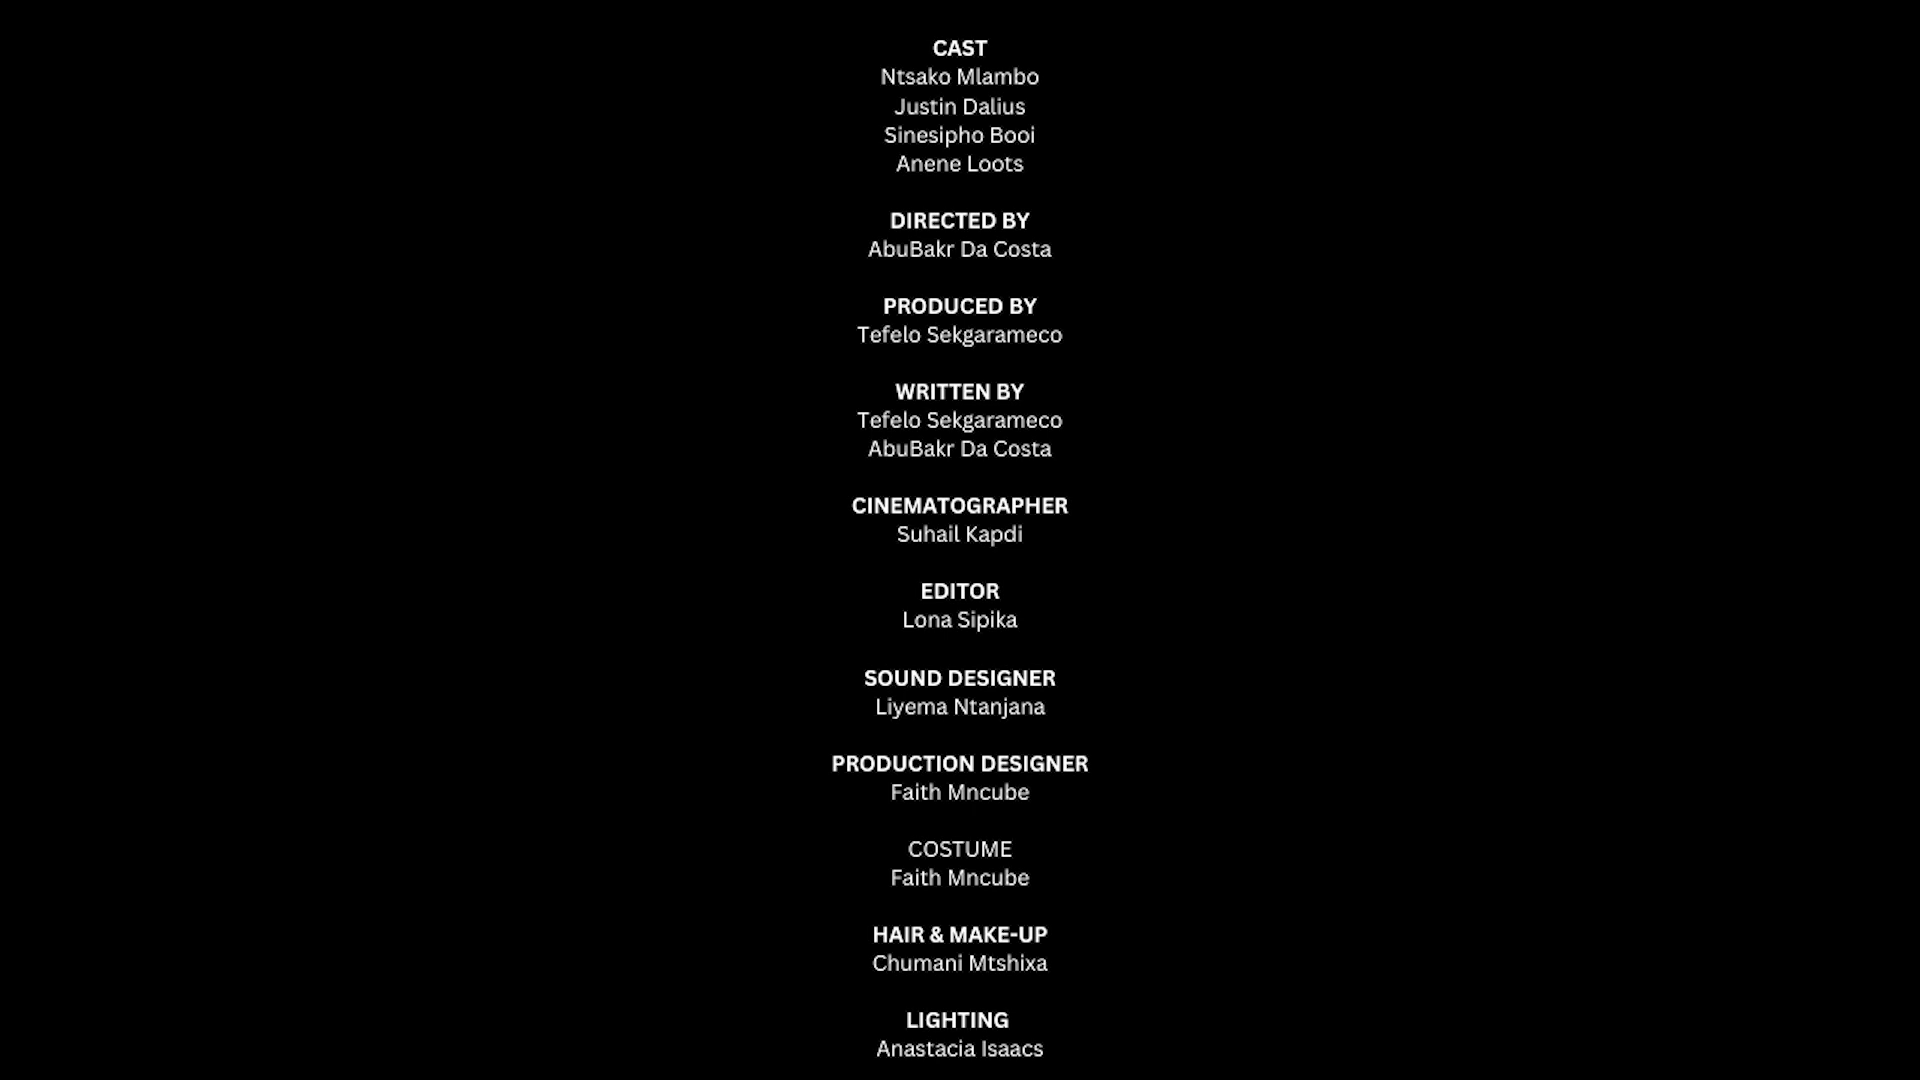 CAST
Ntsako Mlambo
Justin Dalius
Sinesipho Booi
Anene Loots
DIRECTED BY
AbuBakr Da Costa
PRODUCED BY
Tefelo Sekgarameco
WRITTEN BY
Tefelo Sekgarameco
AbuBakr Da Costa
CINEMATOGRAPHER
Suhail Kapdi
EDITOR
Lona Sipika
SOUND DESIGNER
Liyema Ntanjana
PRODUCTION DESIGNER
Faith Mncube
COSTUME
Faith Mncube
HAIR & MAKE-UP
Chumani Mtshixa
LIGHTING
Anastacia Isaacs